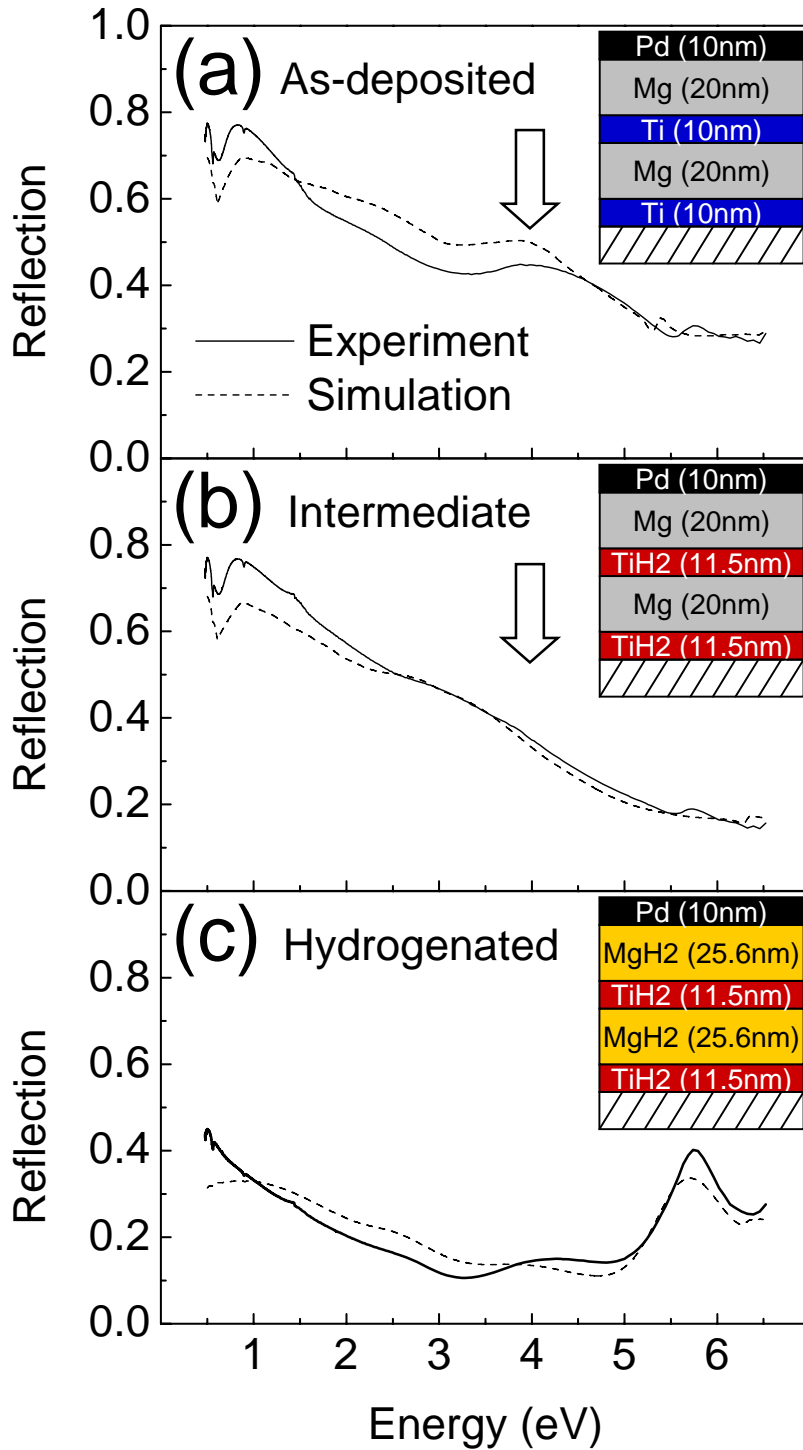 1.0
0.8
0.6
0.4
0.2
0.0
Reflection
(a) As-deposited
Experiment
Simulation
Pd (10nm)
Mg (20nm)
Ti (10nm)
Mg (20nm)
Ti (10nm)
0.8
0.6
0.4
0.2
0.0
Reflection
(b) Intermediate
Pd (10nm)
Mg (20nm)
TiH2 (11.5nm)
Mg (20nm)
TiH2 (11.5nm)
0.8
0.6
0.4
0.2
0.0
Reflection
(c) Hydrogenated
Pd (10nm)
MgH2 (25.6nm)
TiH2 (11.5nm)
MgH2 (25.6nm)
TiH2 (11.5nm)
1 2 3 4 5 6
Energy (eV)